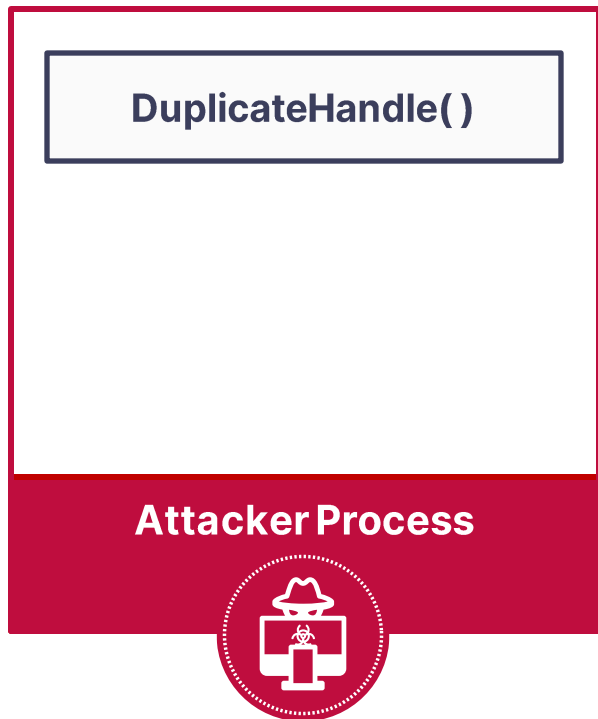 DuplicateHandle( )
Attacker Process